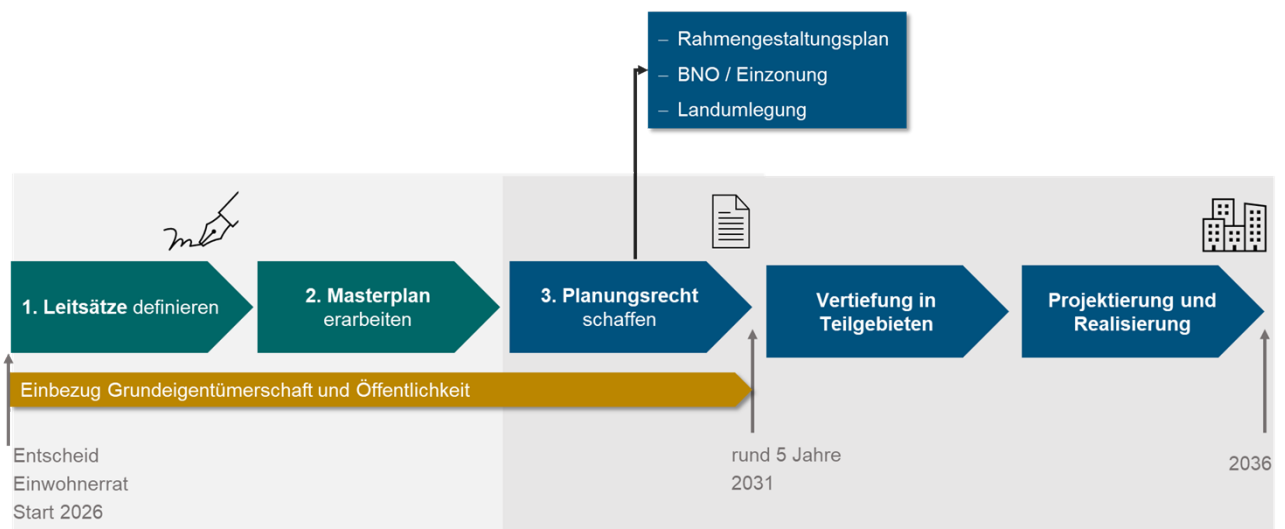 – Rahmengestaltungsplan
– BNO / Einzonung
– Landumlegung
1. Leitsätze definieren
2. Masterplan
erarbeiten
3. Planungsrecht
schaffen
Vertiefung in
Teilgebieten
Projektierung und
Realisierung
Einbezug Grundeigentümerschaft und Öffentlichkeit
Entscheid
Einwohnerrat
Start 2026
rund 5 Jahre
2031
2036